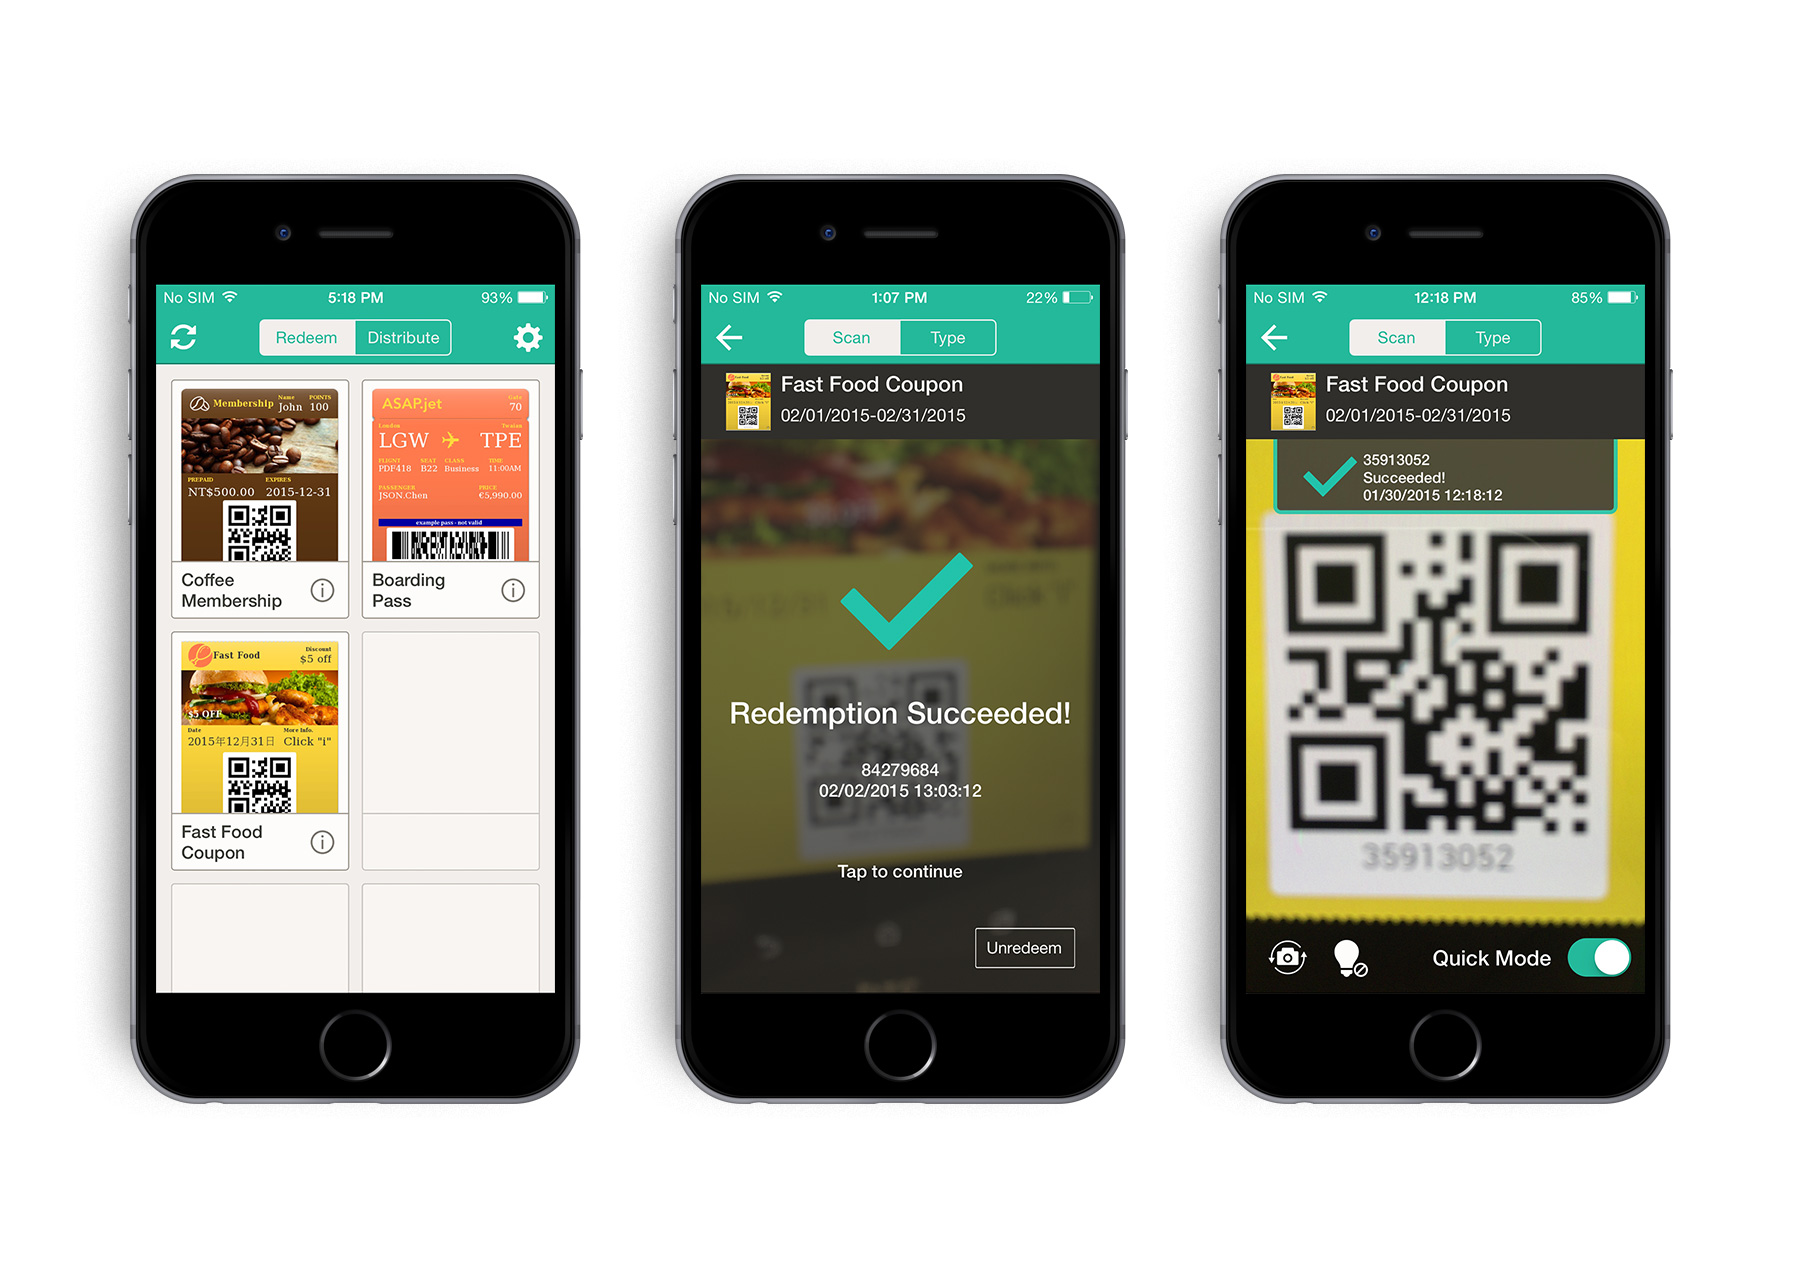 No SIM 5:18 PM 93%
Redeem Distribute
Membership Name John POINTS 100
PREPAID EXPIRES
NT$500.00 2015-12-31
Coffee
Membership
ASAP.jet Gate 70
London Twaian
LGW TPE
FLIGNT SEAT CLASS TIME
PDF418 B22 Business 11:00AM
PASSENGER PRICE
JSON.Chen €5,990.00
example pass - not valid
Boarding
Pass
Fast Food Discount
$5 off
$5 OFF
Date More Info.
2015年12月31日 Click "i"
Fast Food
Coupon
No SIM 1:07 PM 22%
Scan Type
Fast Food Coupon
02/01/2015-02/31/2015
Click "i"
Redemption Succeeded!
84279684
02/02/2015 13:03:12
Tap to continue
Unredeem
No SIM 12:18 PM 85%
Scan Type
Fast Food Coupon
02/01/2015-02/31/2015
35913052
Succeeded!
01/30/2015 12:18:12
35913052
Quick Mode